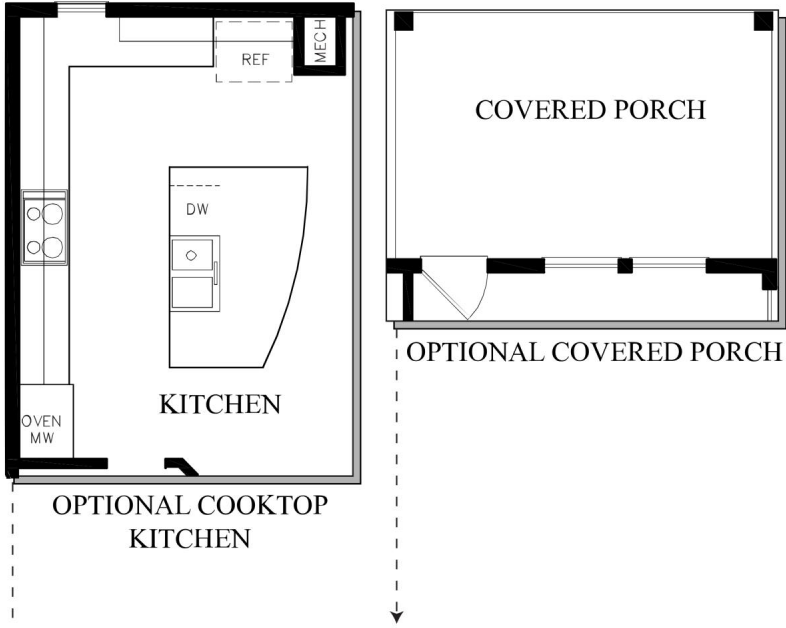 MECH
REF
COVERED PORCH
DW
OPTIONAL COVERED PORCH
KITCHEN
OVEN
MW
OPTIONAL COOKTOP
KITCHEN